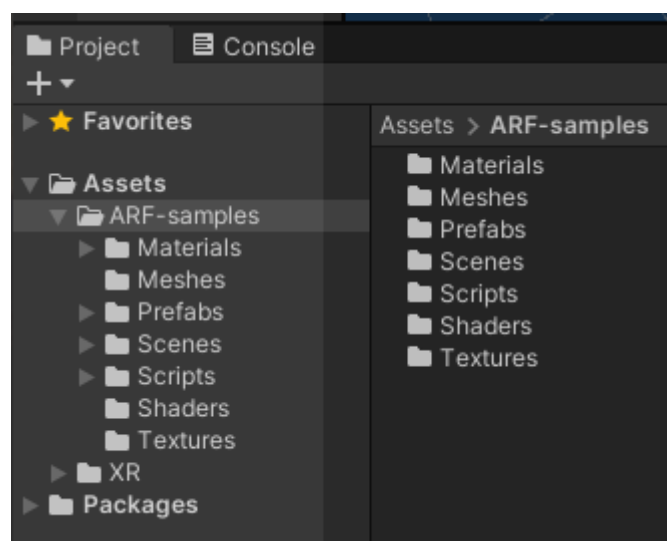 Project
Console
Favorites
Assets
ARF-samples
Materials
Meshes
Prefabs
Scenes
Scripts
Shaders
Textures
XR
Packages
Assets > ARF-samples
Materials
Meshes
Prefabs
Scenes
Scripts
Shaders
Textures